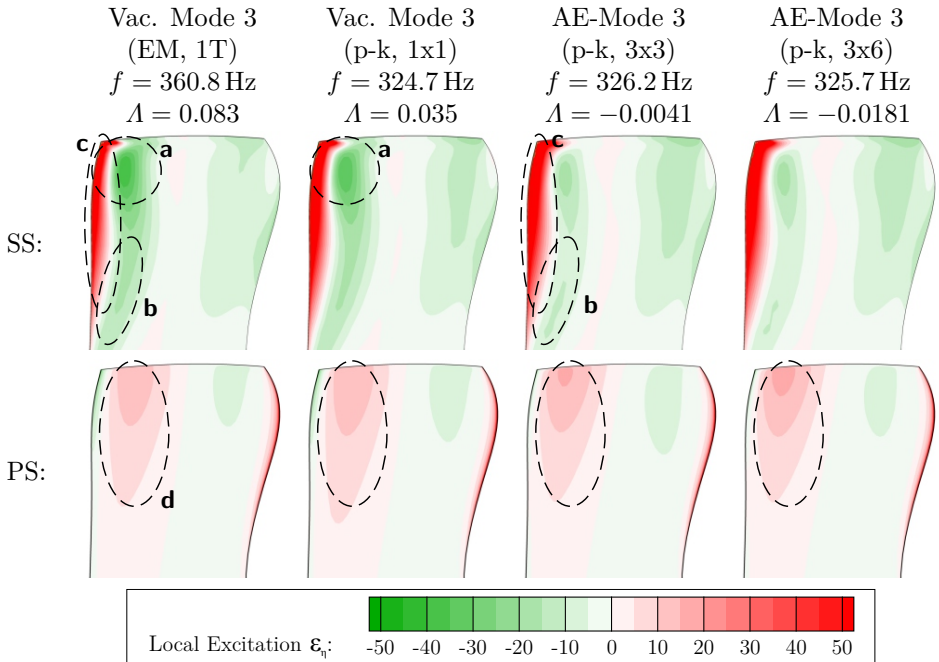 Vac. Mode 3 Vac. Mode 3 AE-Mode 3 AE-Mode 3
(EM, 1T) (p-k, 1x1) (p-k, 3x3) (p-k, 3x6)
f = 360.8 Hz f = 324.7 Hz f = 326.2 Hz f = 325.7 Hz
Λ = 0.083 Λ = 0.035 Λ = −0.0041 Λ = −0.0181
c a a c
SS:
b b
PS:
d
Local Excitation ε_η: -50 -40 -30 -20 -10 0 10 20 30 40 50